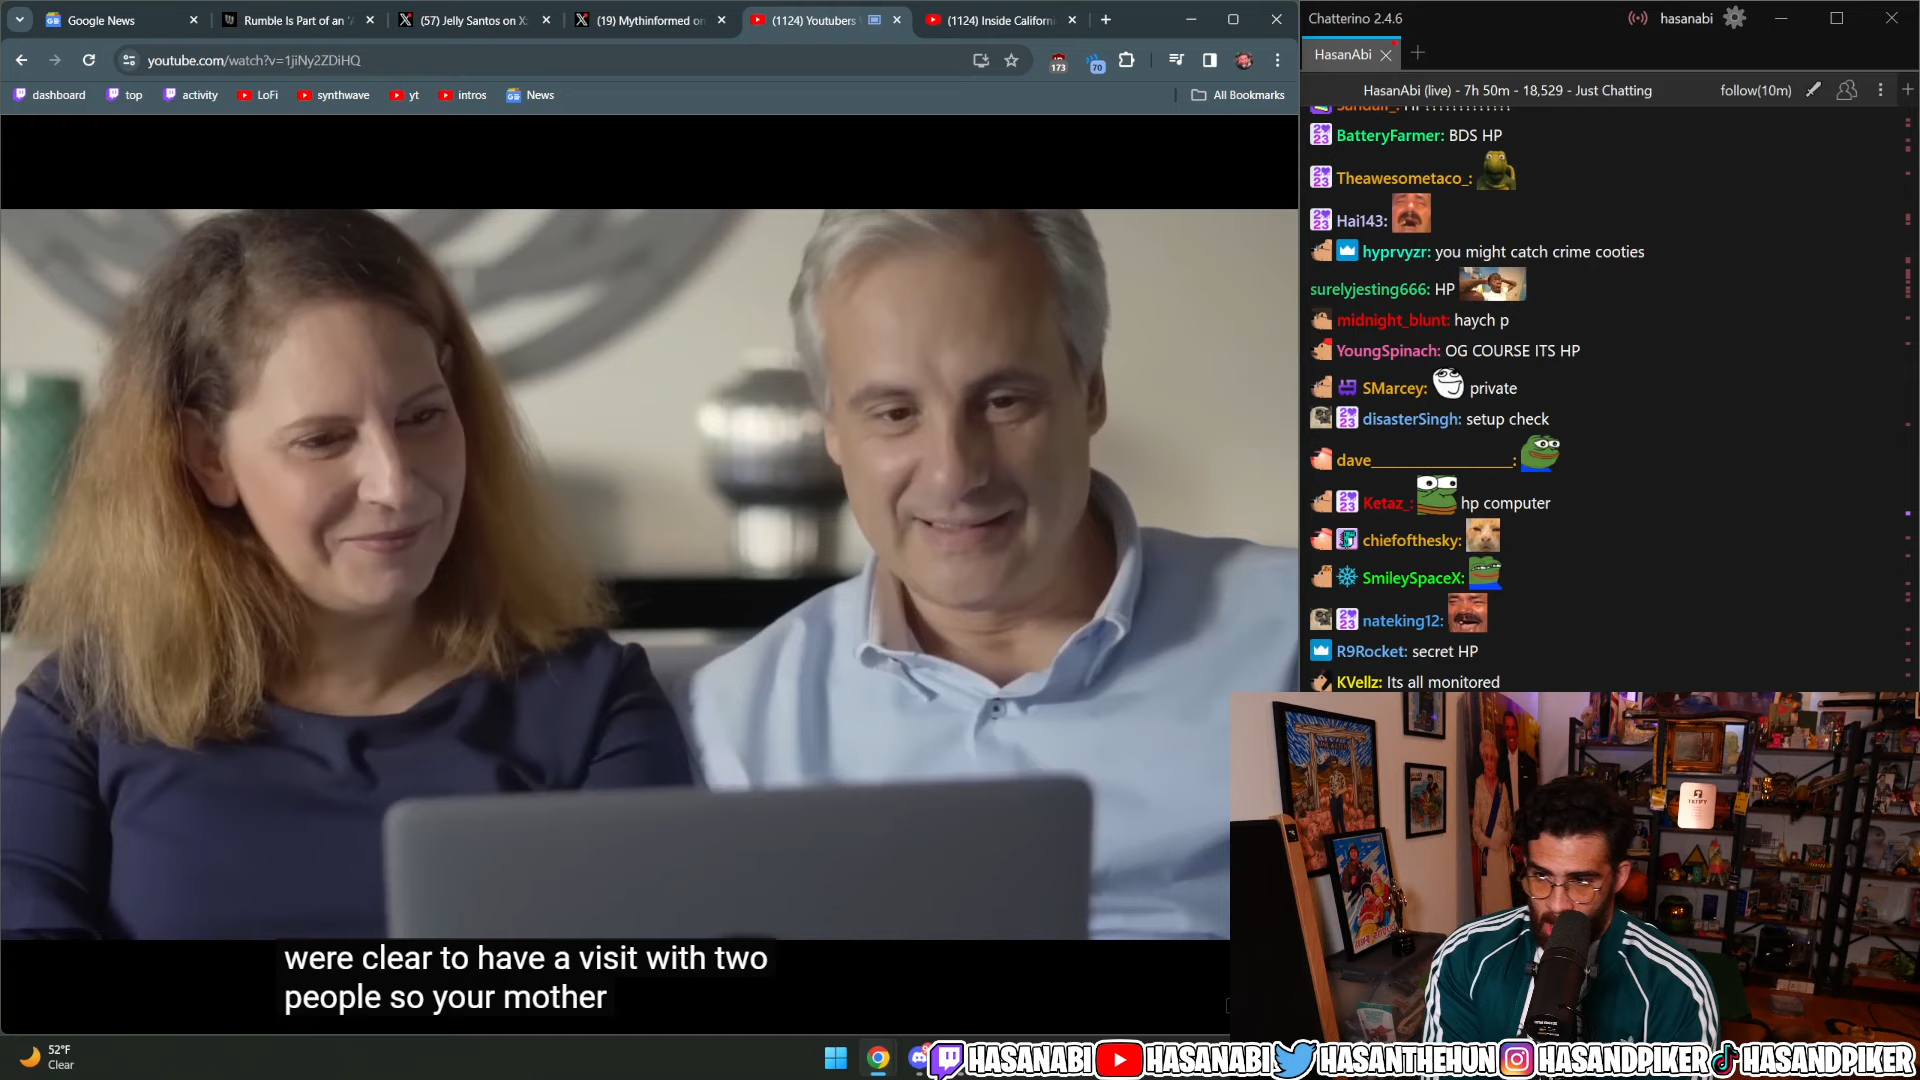 Google News
Rumble Is Part of an '
(57) Jelly Santos on X
(19) Mythinformed on
(1124) Youtubers
(1124) Inside Californi
youtube.com/watch?v=1jiNy2ZDiHQ
173
70
dashboard
top
activity
LoFi
synthwave
yt
intros
News
All Bookmarks
were clear to have a visit with two
people so your mother
52°F
Clear
Chatterino 2.4.6
hasanabi
HasanAbi
HasanAbi (live) - 7h 50m - 18,529 - Just Chatting
follow(10m)
BatteryFarmer: BDS HP
Theawesometaco_:
Hai143:
hyprvyzr: you might catch crime cooties
surelyjesting666: HP
midnight_blunt: haych p
YoungSpinach: OG COURSE ITS HP
SMarcey: private
disasterSingh: setup check
dave________________:
Ketaz_: hp computer
chiefofthesky:
SmileySpaceX:
nateking12:
R9Rocket: secret HP
KVellz: Its all monitored
HASANABI HASANABI HASANTHEHUN HASANDPIKER HASANDPIKER